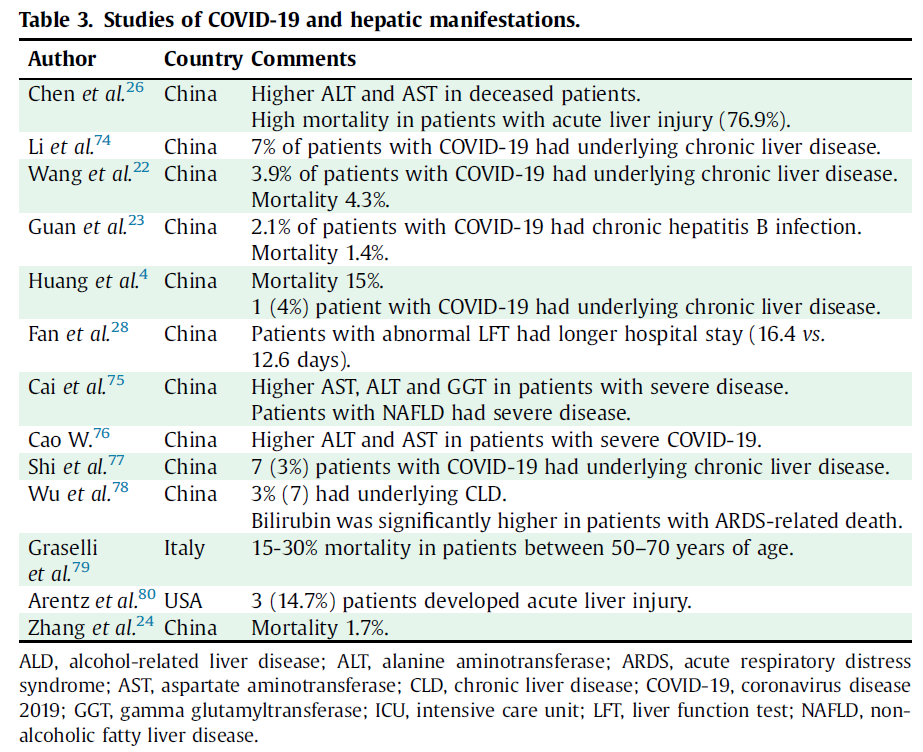 Table 3. Studies of COVID-19 and hepatic manifestations.
Author Country Comments
Chen et al.26 China Higher ALT and AST in deceased patients.
High mortality in patients with acute liver injury (76.9%).
Li et al.74 China 7% of patients with COVID-19 had underlying chronic liver disease.
Wang et al.22 China 3.9% of patients with COVID-19 had underlying chronic liver disease.
Mortality 4.3%.
Guan et al.23 China 2.1% of patients with COVID-19 had chronic hepatitis B infection.
Mortality 1.4%.
Huang et al.4 China Mortality 15%.
1 (4%) patient with COVID-19 had underlying chronic liver disease.
Fan et al.28 China Patients with abnormal LFT had longer hospital stay (16.4 vs.
12.6 days).
Cai et al.75 China Higher AST, ALT and GGT in patients with severe disease.
Patients with NAFLD had severe disease.
Cao W.76 China Higher ALT and AST in patients with severe COVID-19.
Shi et al.77 China 7 (3%) patients with COVID-19 had underlying chronic liver disease.
Wu et al.78 China 3% (7) had underlying CLD.
Bilirubin was significantly higher in patients with ARDS-related death.
Graselli Italy 15-30% mortality in patients between 50–70 years of age.
et al.79
Arentz et al.80 USA 3 (14.7%) patients developed acute liver injury.
Zhang et al.24 China Mortality 1.7%.
ALD, alcohol-related liver disease; ALT, alanine aminotransferase; ARDS, acute respiratory distress
syndrome; AST, aspartate aminotransferase; CLD, chronic liver disease; COVID-19, coronavirus disease
2019; GGT, gamma glutamyltransferase; ICU, intensive care unit; LFT, liver function test; NAFLD, non-
alcoholic fatty liver disease.